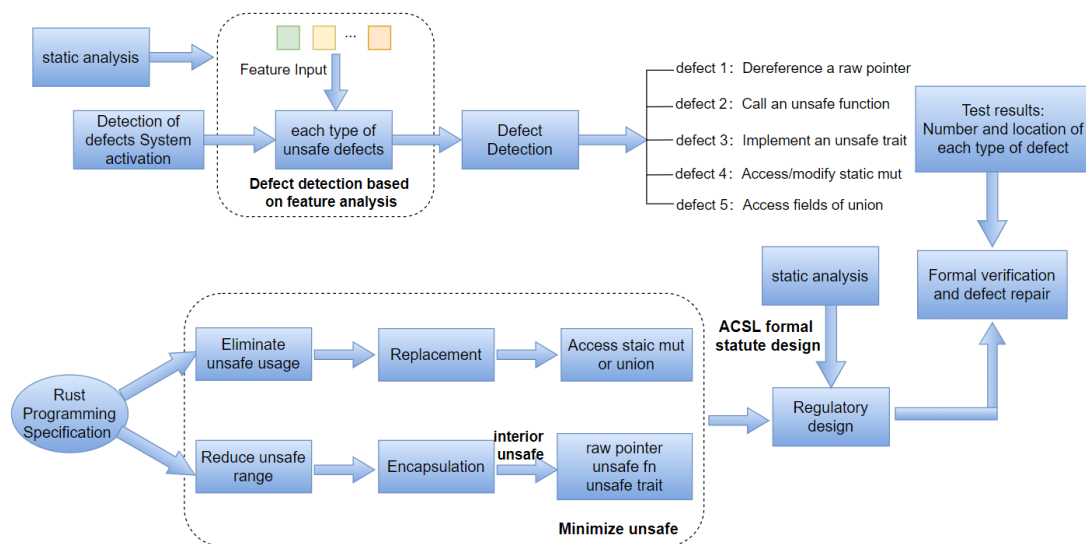 static analysis
...
Feature Input
Detection of
defects System
activation
each type of
unsafe defects
Defect detection based
on feature analysis
Defect
Detection
defect 1: Dereference a raw pointer
defect 2: Call an unsafe function
defect 3: Implement an unsafe trait
defect 4: Access/modify static mut
defect 5: Access fields of union
Test results:
Number and location of
each type of defect
static analysis
Formal verification
and defect repair
ACSL formal
statute design
Regulatory
design
Rust
Programming
Specification
Eliminate
unsafe usage
Replacement
Access staic mut
or union
Reduce unsafe
range
Encapsulation
interior
unsafe
raw pointer
unsafe fn
unsafe trait
Minimize unsafe